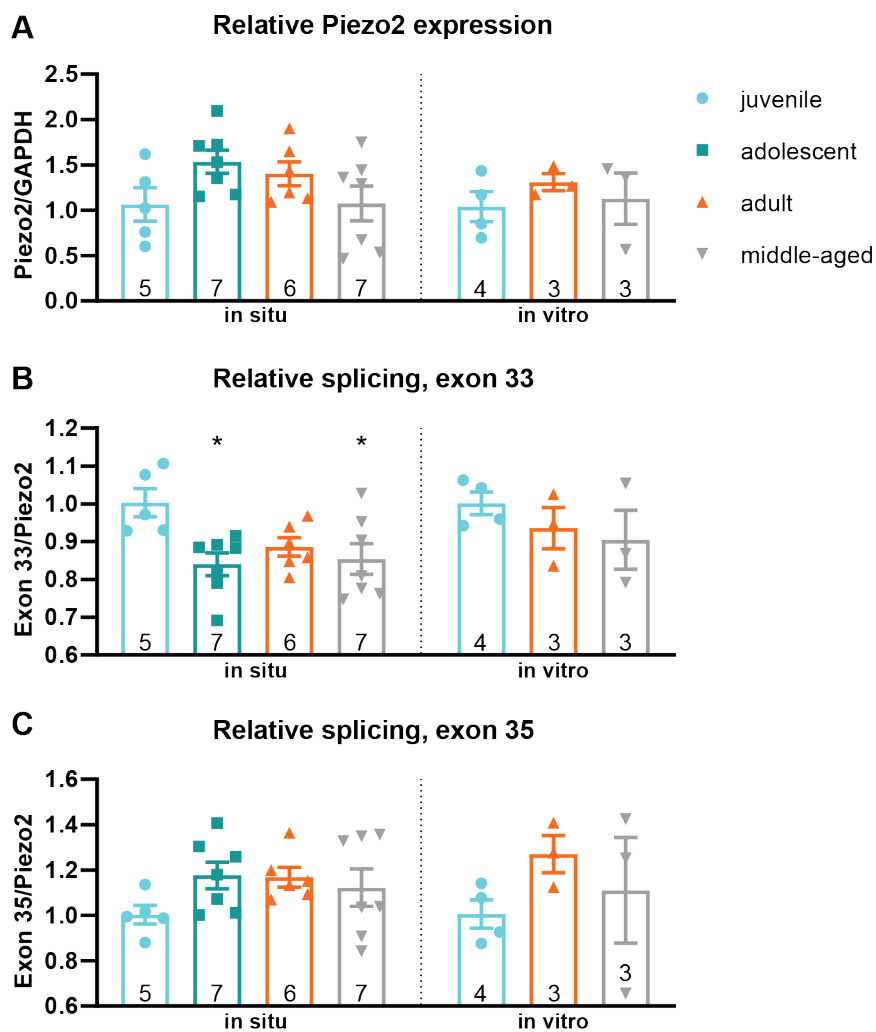 A
Relative Piezo2 expression
Piezo2/GAPDH
2.5
2.0
1.5
1.0
0.5
0.0
5 7 6 7 4 3 3
in situ in vitro
juvenile
adolescent
adult
middle-aged
B
Relative splicing, exon 33
Exon 33/Piezo2
1.2
1.1
1.0
0.9
0.8
0.7
0.6
* *
5 7 6 7 4 3 3
in situ in vitro
C
Relative splicing, exon 35
Exon 35/Piezo2
1.6
1.4
1.2
1.0
0.8
0.6
5 7 6 7 4 3 3
in situ in vitro